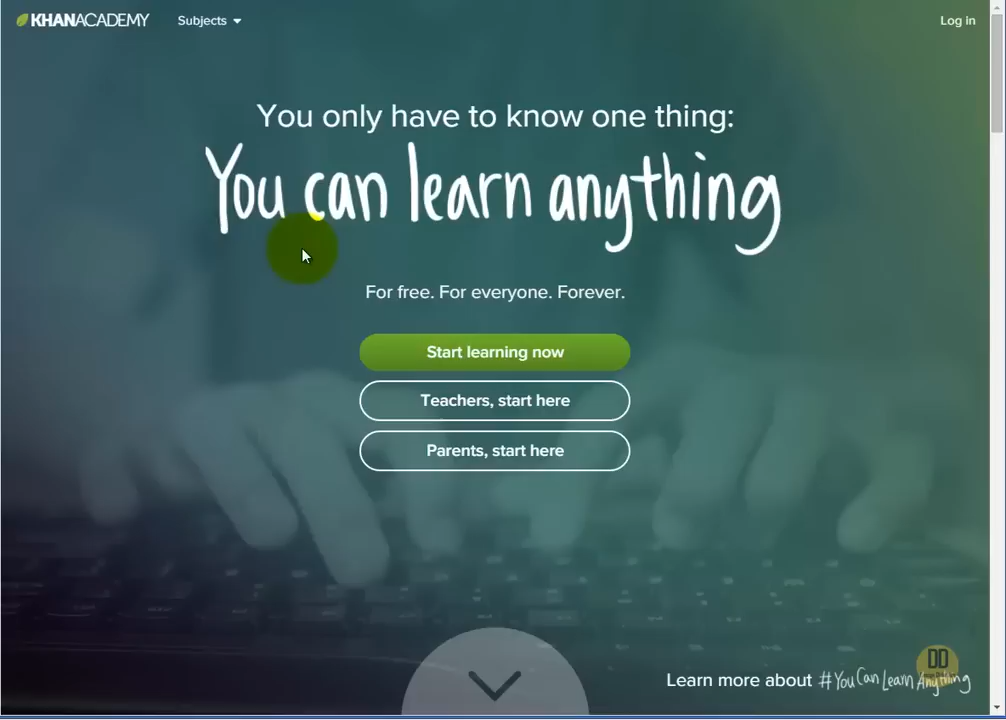 KHANACADEMY Subjects Log in
You only have to know one thing:
You can learn anything
For free. For everyone. Forever.
Start learning now
Teachers, start here
Parents, start here
Learn more about #YouCanLearnAnything
DD